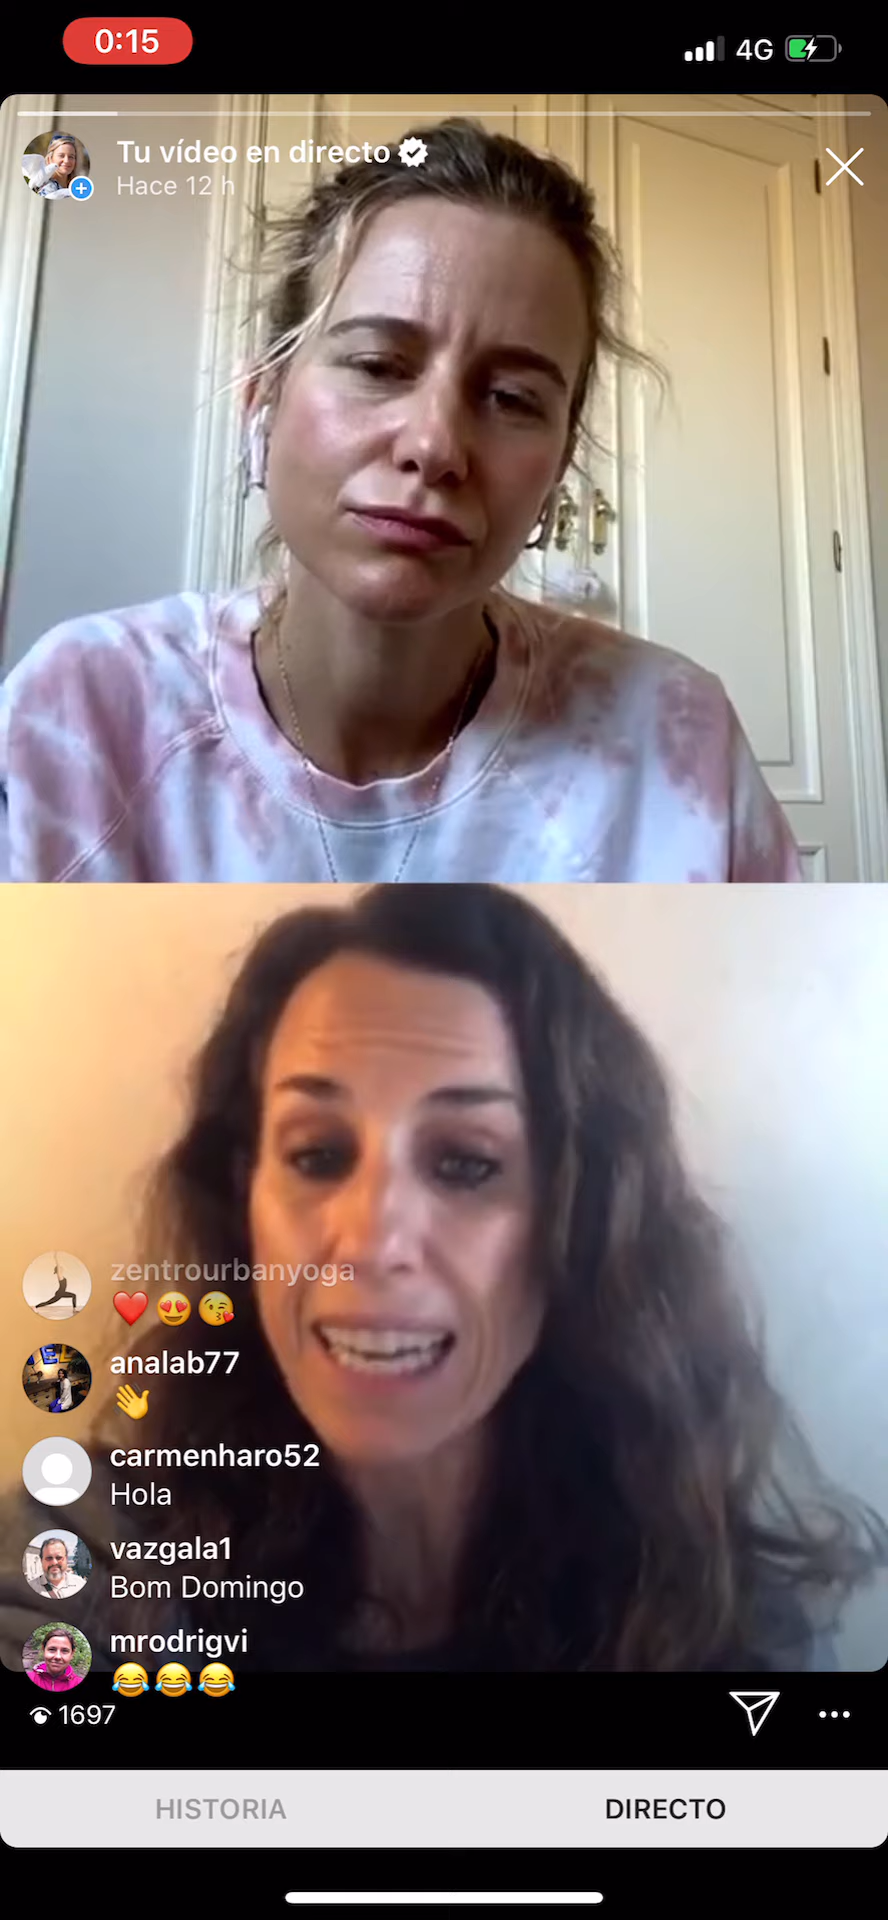 0:15
4G
Tu vídeo en directo
Hace 12 h
zentrourbanyoga
❤️😍😘
analab77
👋
carmenharo52
Hola
vazgala1
Bom Domingo
mrodrigvi
😂😂😂
1697
HISTORIA
DIRECTO